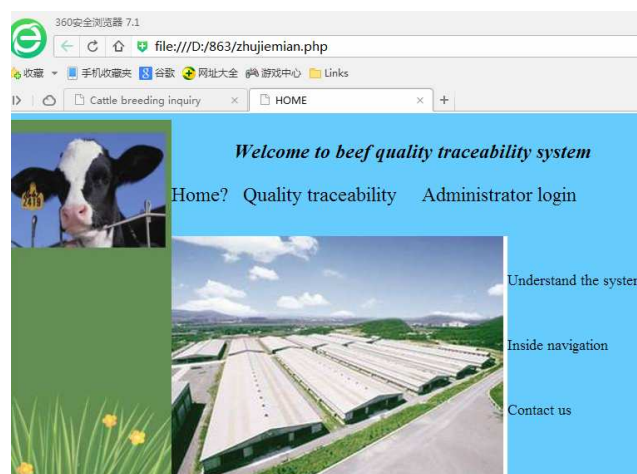 360安全浏览器 7.1
file:///D:/863/zhujiemian.php
收藏 手机收藏夹 谷歌 网址大全 游戏中心 Links
Cattle breeding inquiry × HOME × +
Welcome to beef quality traceability system
2479
Home? Quality traceability Administrator login
Understand the system
Inside navigation
Contact us